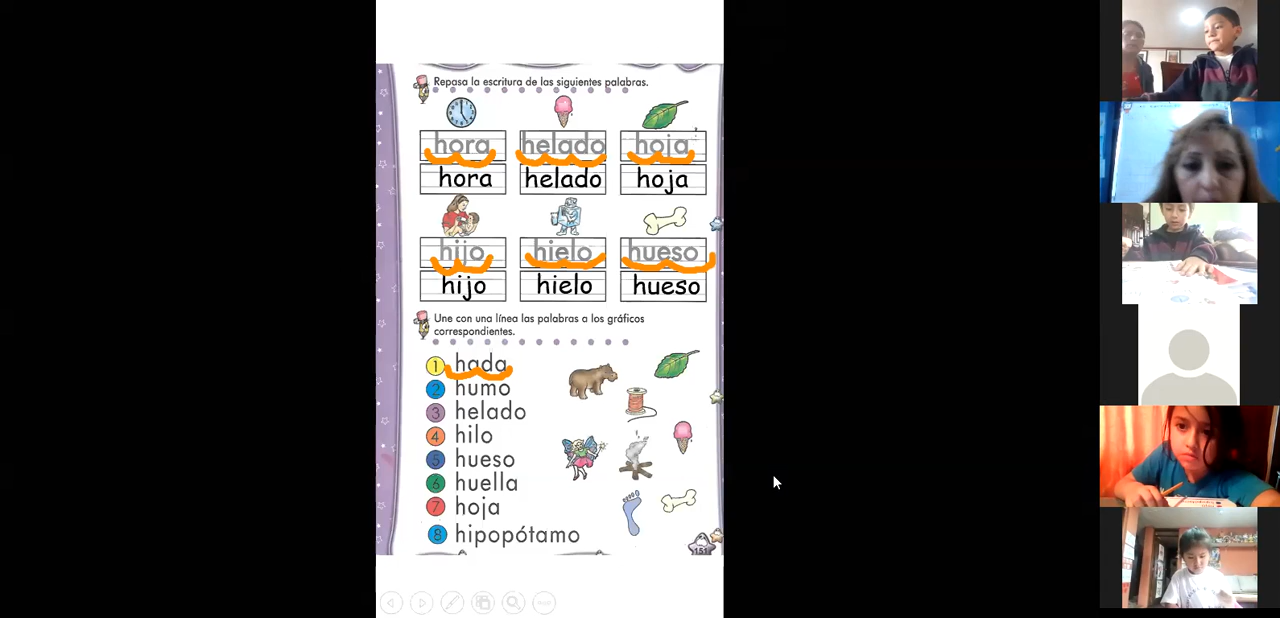 Repasa la escritura de las siguientes palabras.
hora helado hoja
hora helado hoja
hijo hielo hueso
hijo hielo hueso
Une con una línea las palabras a los gráficos
correspondientes.
1 hada
2 humo
3 helado
4 hilo
5 hueso
6 huella
7 hoja
8 hipopótamo
151